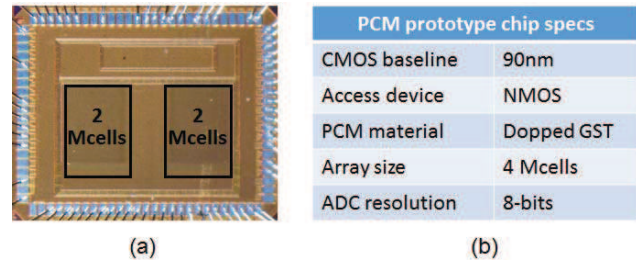 2
Mcells
2
Mcells
PCM prototype chip specs
CMOS baseline 90nm
Access device NMOS
PCM material Dopped GST
Array size 4 Mcells
ADC resolution 8-bits
(a)
(b)